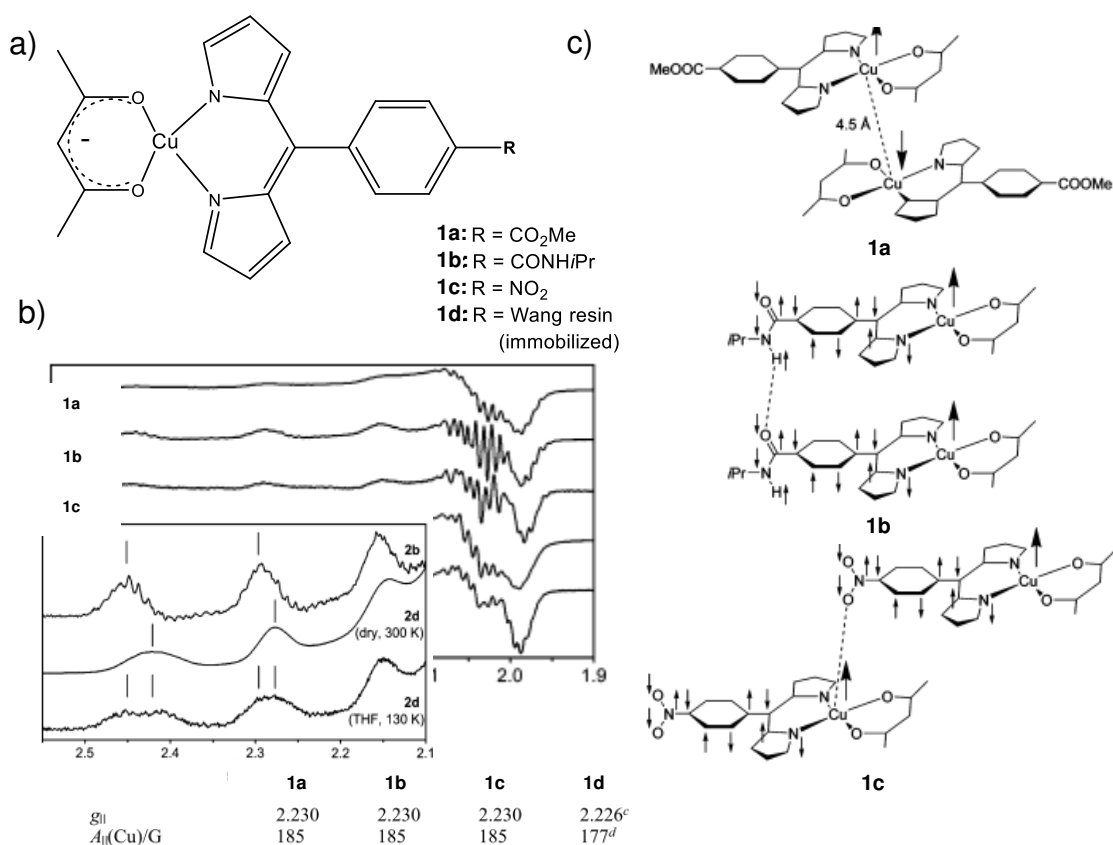 a)
O
O
Cu
N
N
-
R
1a: R = CO2Me
1b: R = CONHiPr
1c: R = NO2
1d: R = Wang resin
(immobilized)
b)
1a
1b
1c
2b
2d
(dry, 300 K)
2d
(THF, 130 K)
2.5
2.4
2.3
2.2
2.1
1
2.0
1.9
1a 1b 1c 1d
g|| 2.230 2.230 2.230 2.226c
A||(Cu)/G 185 185 185 177d
c)
MeOOC
N
N
Cu
O
O
4.5 Å
O
O
Cu
N
COOMe
1a
O
iPr
N
H
N
N
Cu
O
O
O
iPr
N
H
N
N
Cu
O
O
1b
O
N
O
N
N
Cu
O
O
O
N
O
N
N
Cu
O
O
1c